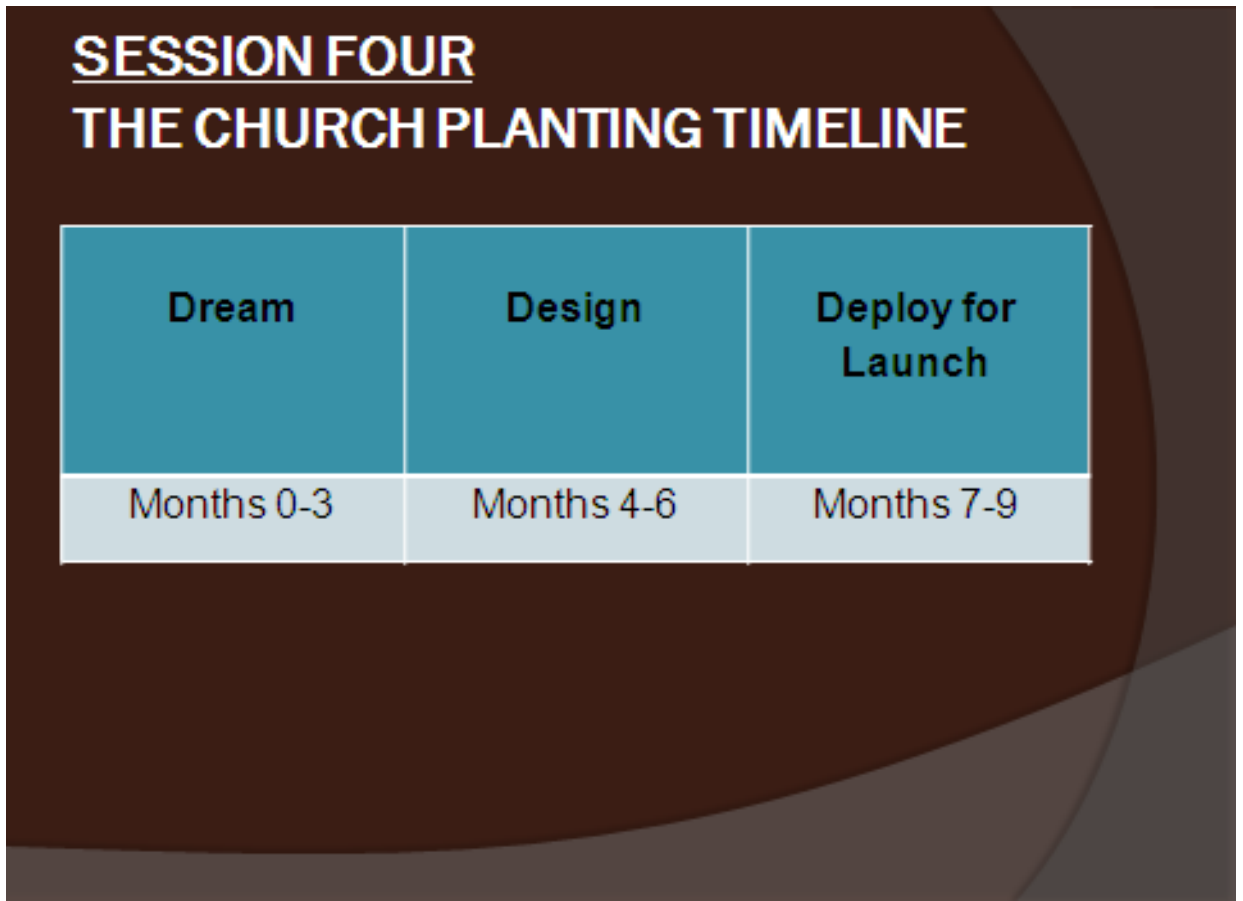 SESSION FOUR
THE CHURCH PLANTING TIMELINE
Dream
Design
Deploy for
Launch
Months 0-3
Months 4-6
Months 7-9